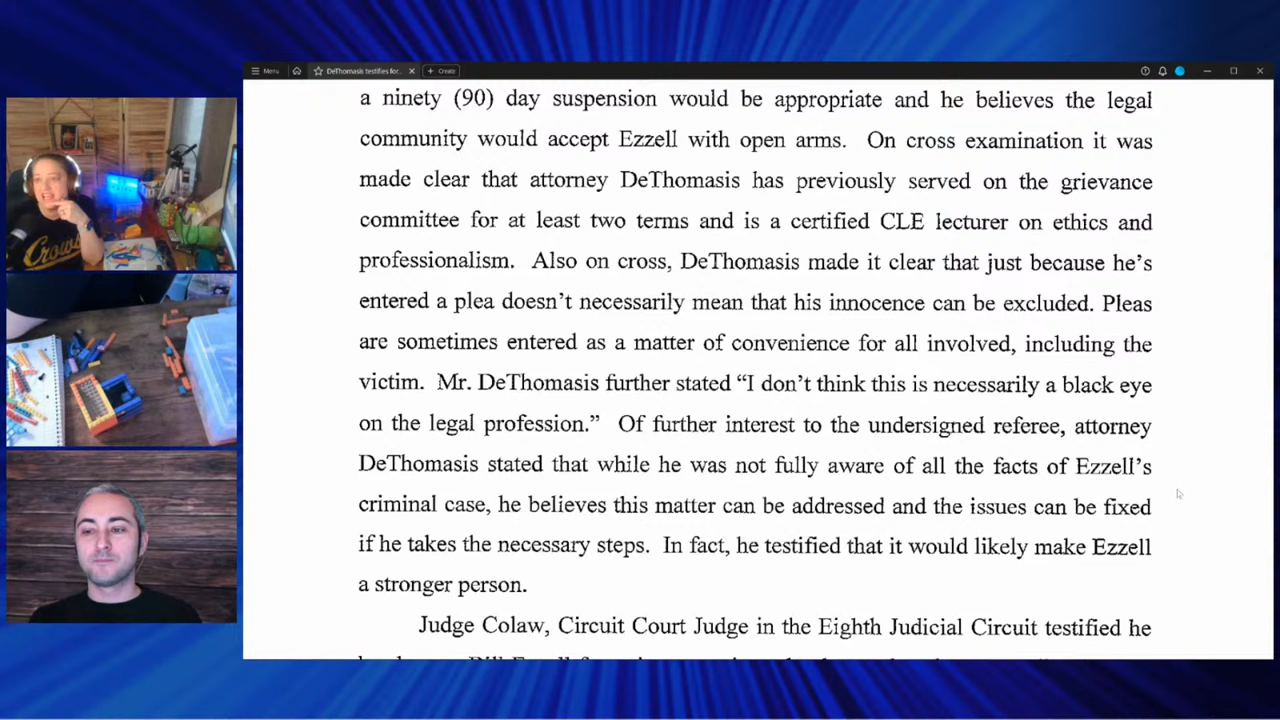 Menu
DeThomasis testifies for...
Create
a ninety (90) day suspension would be appropriate and he believes the legal
community would accept Ezzell with open arms. On cross examination it was
made clear that attorney DeThomasis has previously served on the grievance
committee for at least two terms and is a certified CLE lecturer on ethics and
professionalism. Also on cross, DeThomasis made it clear that just because he’s
entered a plea doesn’t necessarily mean that his innocence can be excluded. Pleas
are sometimes entered as a matter of convenience for all involved, including the
victim. Mr. DeThomasis further stated “I don’t think this is necessarily a black eye
on the legal profession.” Of further interest to the undersigned referee, attorney
DeThomasis stated that while he was not fully aware of all the facts of Ezzell’s
criminal case, he believes this matter can be addressed and the issues can be fixed
if he takes the necessary steps. In fact, he testified that it would likely make Ezzell
a stronger person.
Judge Colaw, Circuit Court Judge in the Eighth Judicial Circuit testified he